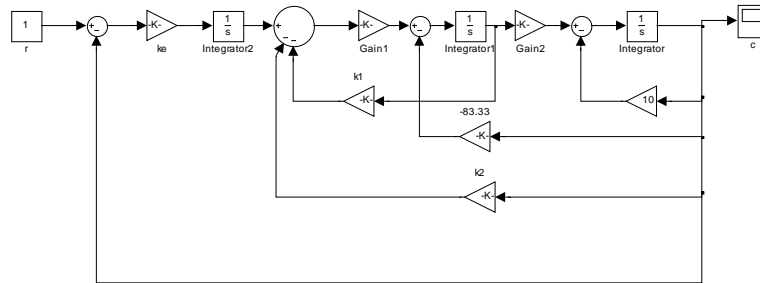 1
r
+
−
-K-
ke
1
s
Integrator2
+
−
−
-K-
Gain1
+
−
1
s
Integrator1
-K-
Gain2
+
−
1
s
Integrator
c
k1
-K-
10
-83.33
-K-
k2
-K-